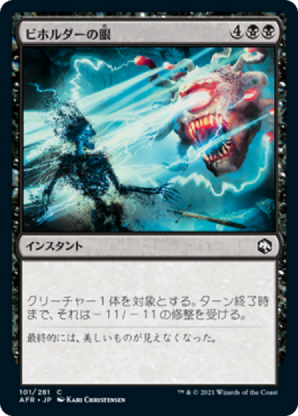 ビホルダーの眼 4
インスタント
クリーチャー1体を対象とする。ターン終了時
まで、それは-11/-11の修整を受ける。
最終的には、美しいものが見えなくなった。
101/281 C
AFR・JP Kari Christensen
™ & © 2021 Wizards of the Coast